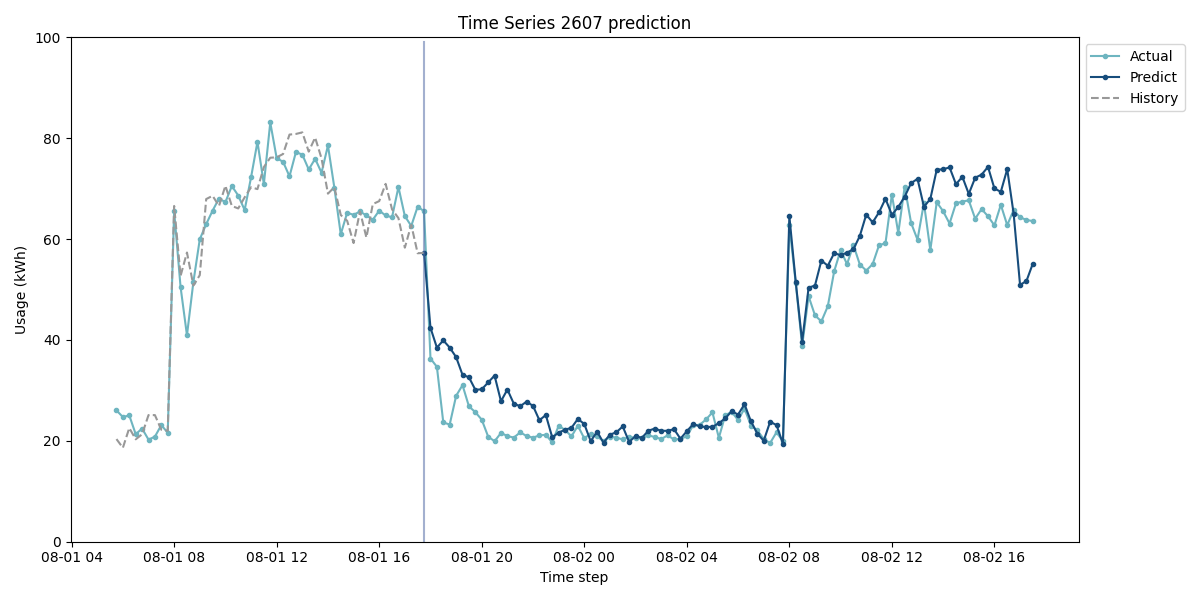 Time Series 2607 prediction
100
80
60
40
20
0
Usage (kWh)
08-01 04
08-01 08
08-01 12
08-01 16
08-01 20
08-02 00
08-02 04
08-02 08
08-02 12
08-02 16
Time step
Actual
Predict
History